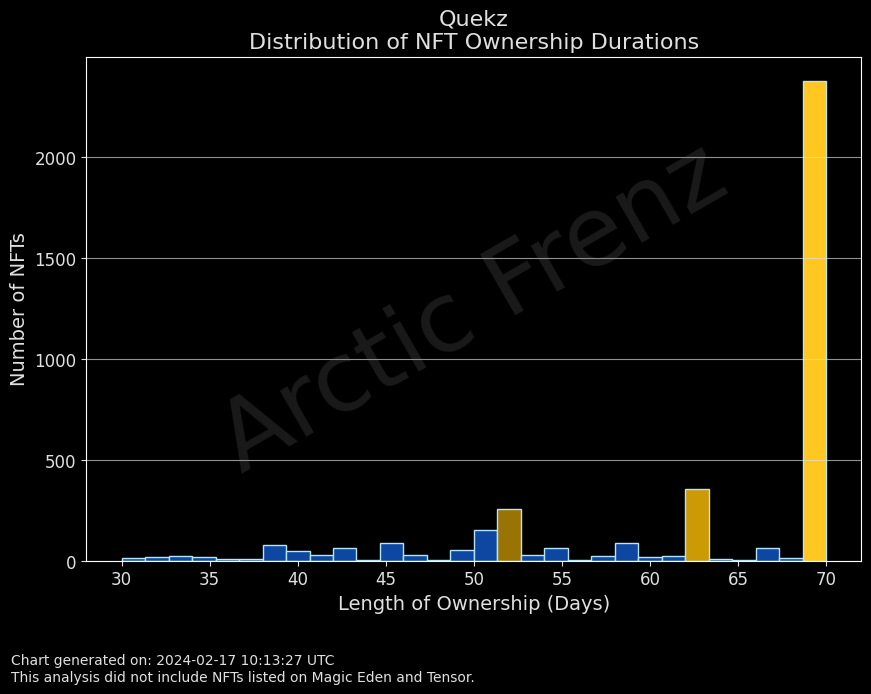 Quekz
Distribution of NFT Ownership Durations
Number of NFTs
2000
1500
1000
500
0
Arctic Frenz
30 35 40 45 50 55 60 65 70
Length of Ownership (Days)
Chart generated on: 2024-02-17 10:13:27 UTC
This analysis did not include NFTs listed on Magic Eden and Tensor.